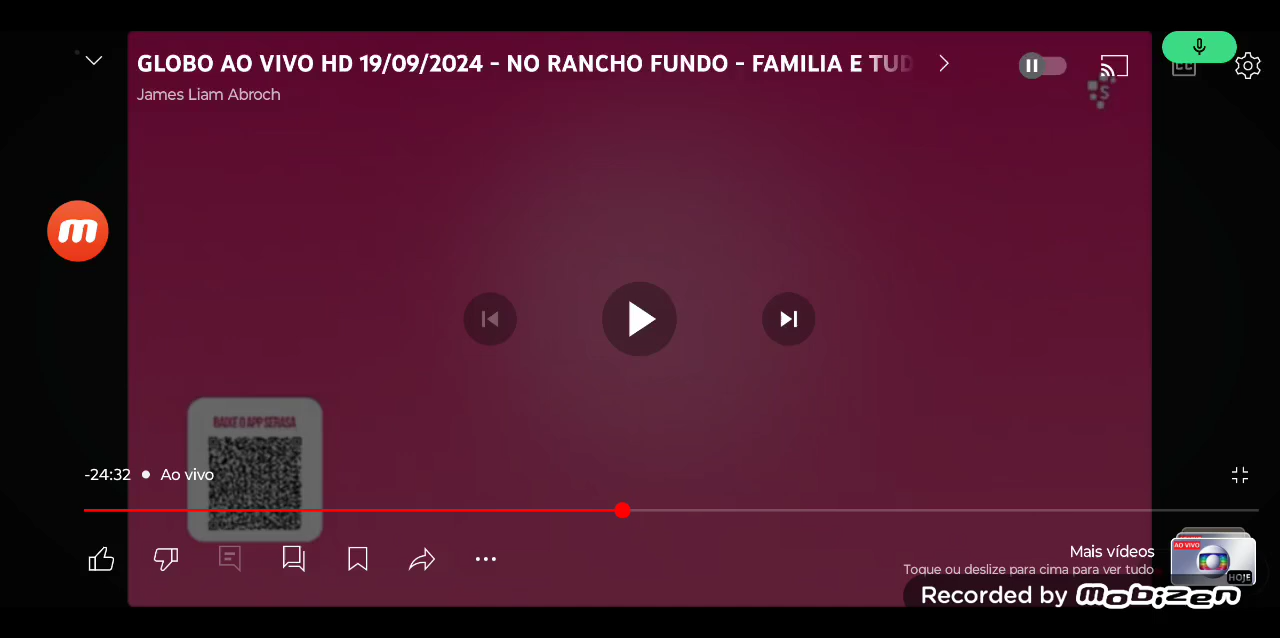 GLOBO AO VIVO HD 19/09/2024 - NO RANCHO FUNDO - FAMILIA E TUD
James Liam Abroch
CC
S
m
BAIXE O APP SERASA
-24:32 • Ao vivo
Mais vídeos
Toque ou deslize para cima para ver tudo
AO VIVO
HOJE
Recorded by Mobizen